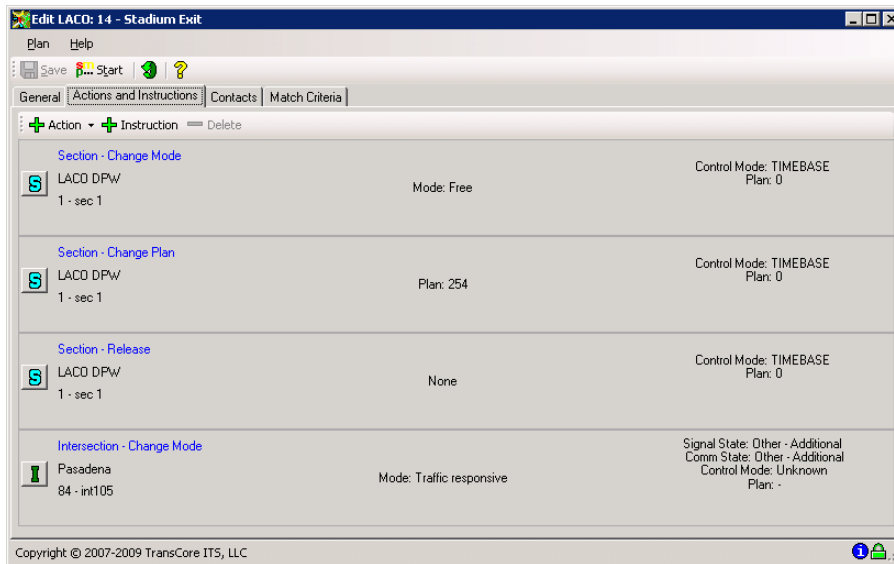 Edit LACO: 14 - Stadium Exit
Plan Help
Save Start
General Actions and Instructions Contacts Match Criteria
Action Instruction Delete
Section - Change Mode
LACO DPW
1 - sec 1
Mode: Free
Control Mode: TIMEBASE
Plan: 0
Section - Change Plan
LACO DPW
1 - sec 1
Plan: 254
Control Mode: TIMEBASE
Plan: 0
Section - Release
LACO DPW
1 - sec 1
None
Control Mode: TIMEBASE
Plan: 0
Intersection - Change Mode
Pasadena
84 - int105
Mode: Traffic responsive
Signal State: Other - Additional
Comm State: Other - Additional
Control Mode: Unknown
Plan: -
Copyright © 2007-2009 TransCore ITS, LLC